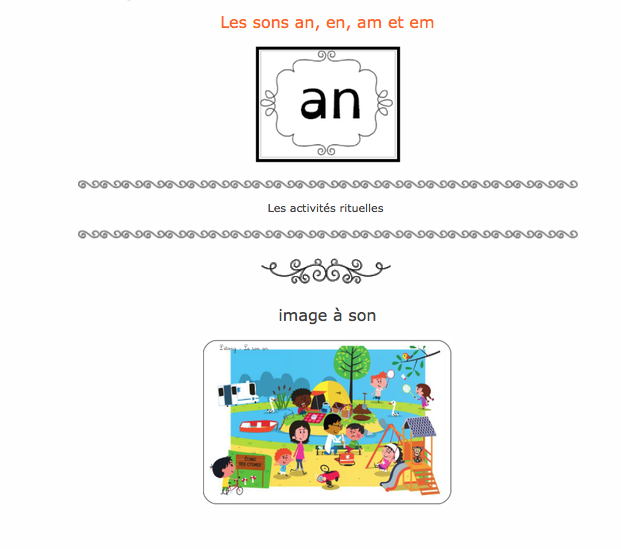 Les sons an, en, am et em
an
Les activités rituelles
image à son